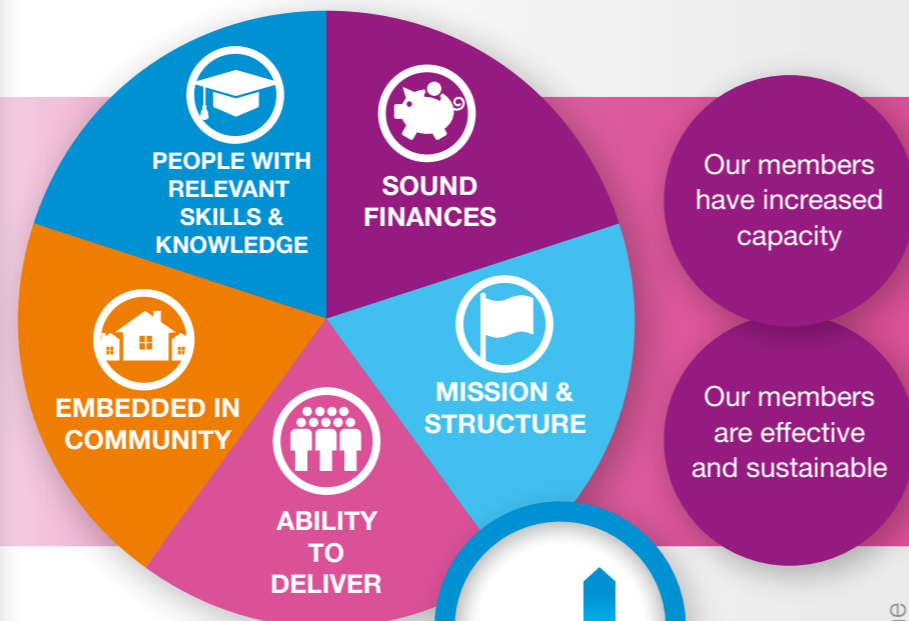 PEOPLE WITH
RELEVANT
SKILLS &
KNOWLEDGE
SOUND
FINANCES
MISSION &
STRUCTURE
ABILITY
TO
DELIVER
EMBEDDED IN
COMMUNITY
Our members
have increased
capacity
Our members
are effective
and sustainable